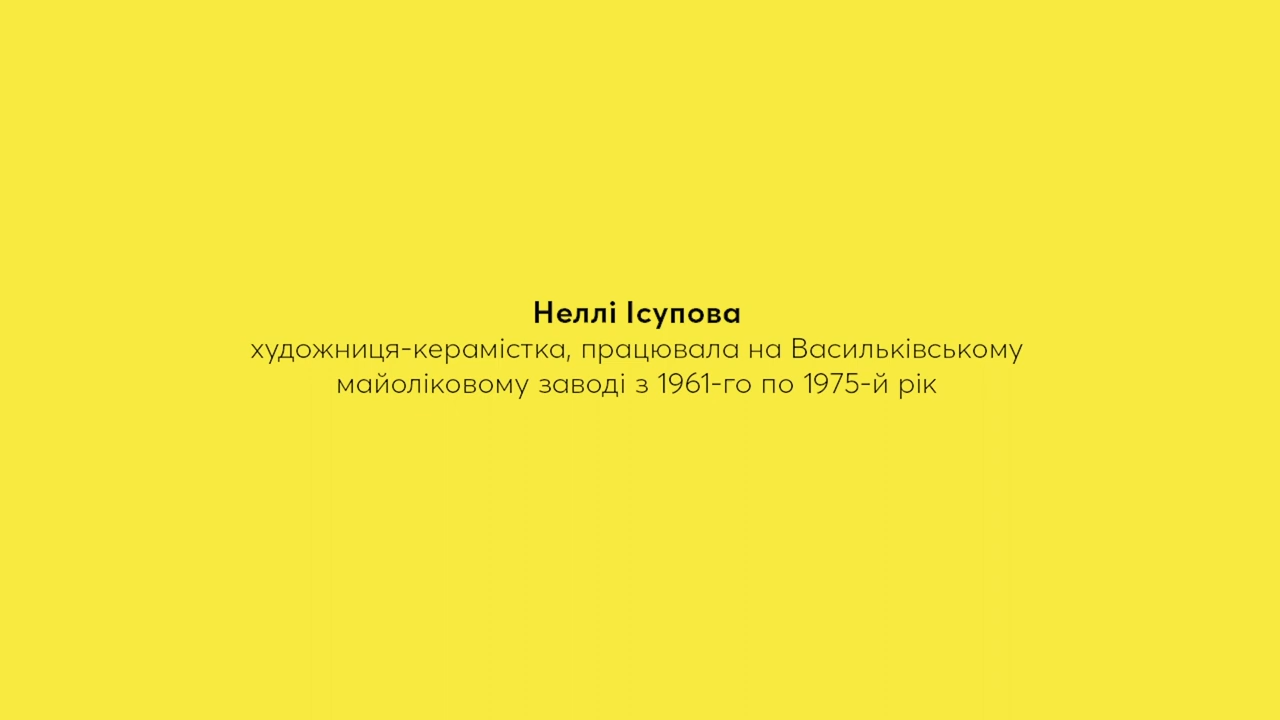 Неллі Ісупова
художниця-керамістка, працювала на Васильківському
майоліковому заводі з 1961-го по 1975-й рік